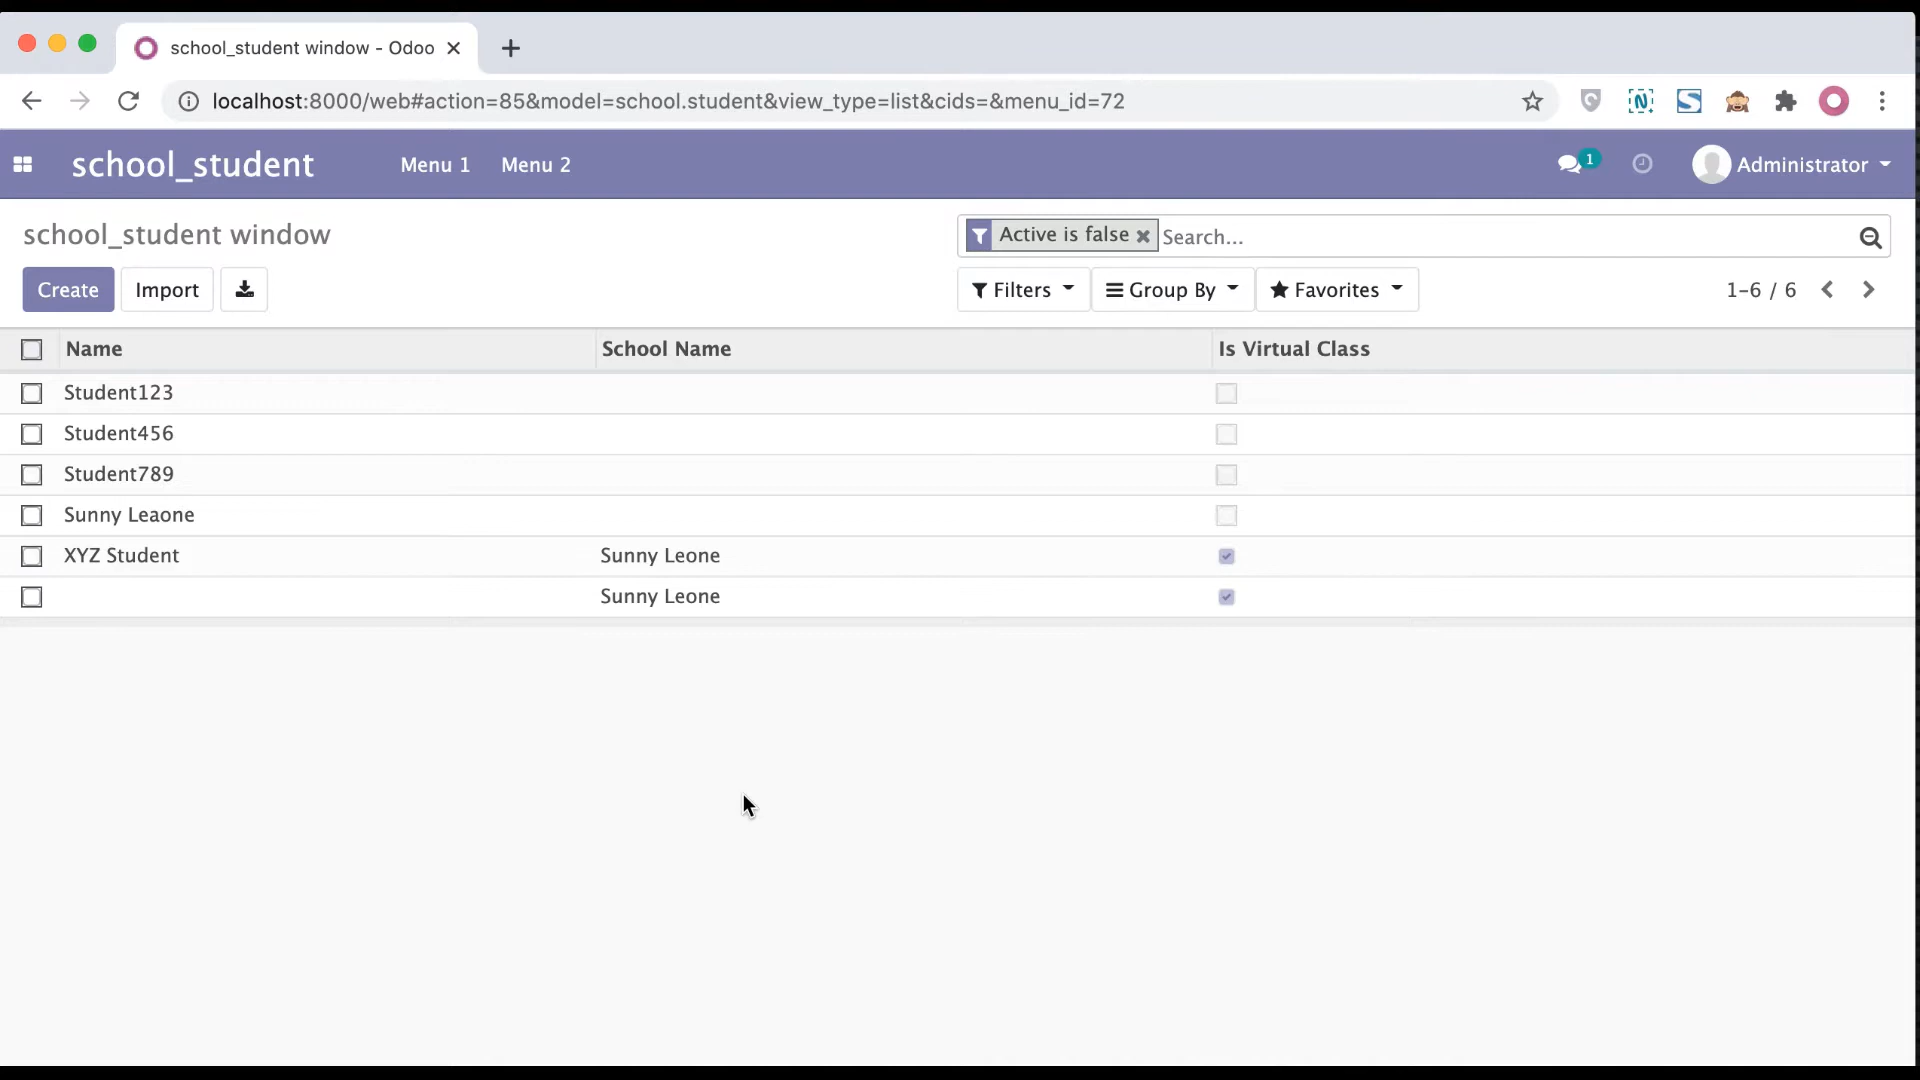 school_student window - Odoo
localhost:8000/web#action=85&model=school.student&view_type=list&cids=&menu_id=72
school_student Menu 1 Menu 2 1 Administrator
school_student window
Active is false Search...
Create Import Filters Group By Favorites 1-6 / 6
Name School Name Is Virtual Class
Student123
Student456
Student789
Sunny Leaone
XYZ Student Sunny Leone
Sunny Leone